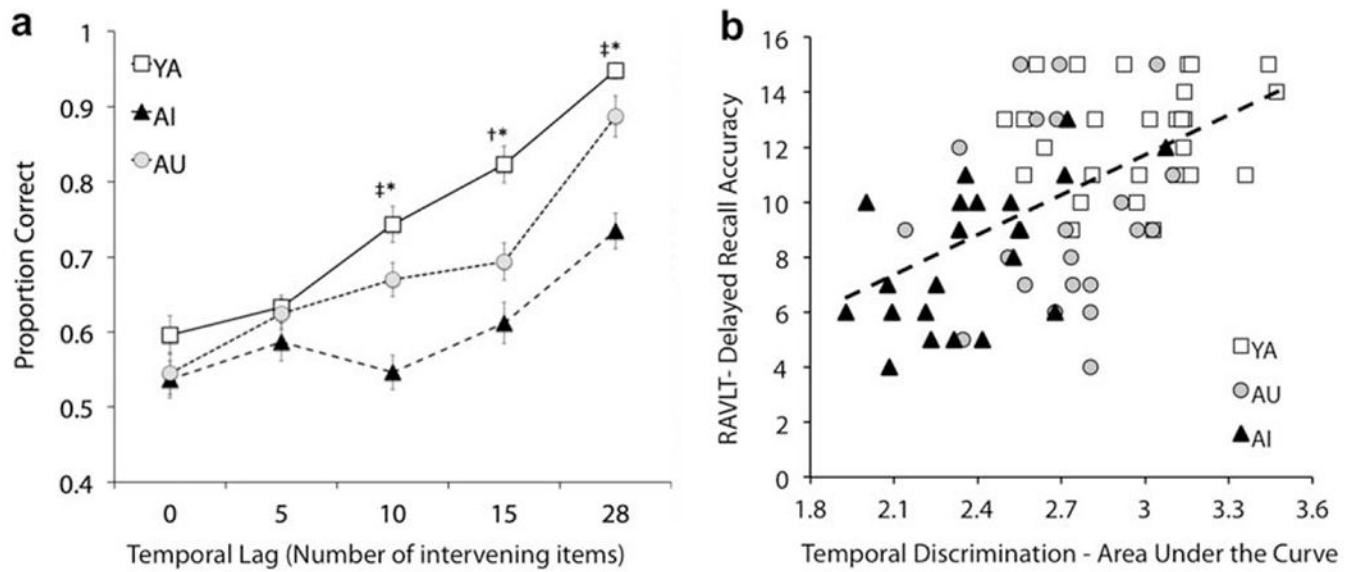 a
Proportion Correct
1
0.9
0.8
0.7
0.6
0.5
0.4
YA
AI
AU
‡*
†*
‡*
0 5 10 15 28
Temporal Lag (Number of intervening items)
b
RAVLT- Delayed Recall Accuracy
16
14
12
10
8
6
4
2
0
YA
AU
AI
1.8 2.1 2.4 2.7 3 3.3 3.6
Temporal Discrimination - Area Under the Curve